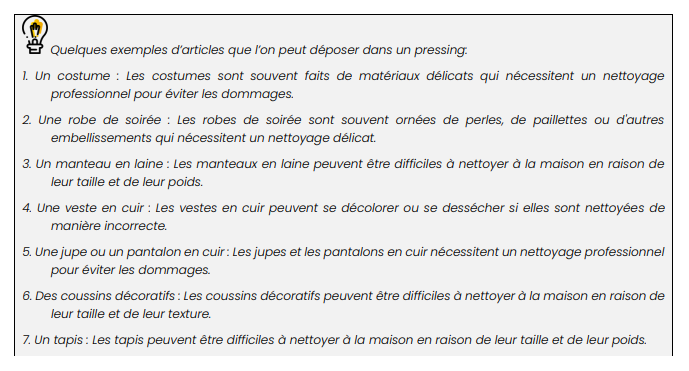 Quelques exemples d'articles que l'on peut déposer dans un pressing:
1. Un costume : Les costumes sont souvent faits de matériaux délicats qui nécessitent un nettoyage
professionnel pour éviter les dommages.
2. Une robe de soirée : Les robes de soirée sont souvent ornées de perles, de paillettes ou d'autres
embellissements qui nécessitent un nettoyage délicat.
3. Un manteau en laine : Les manteaux en laine peuvent être difficiles à nettoyer à la maison en raison de
leur taille et de leur poids.
4. Une veste en cuir : Les vestes en cuir peuvent se décolorer ou se dessécher si elles sont nettoyées de
manière incorrecte.
5. Une jupe ou un pantalon en cuir : Les jupes et les pantalons en cuir nécessitent un nettoyage professionnel
pour éviter les dommages.
6. Des coussins décoratifs : Les coussins décoratifs peuvent être difficiles à nettoyer à la maison en raison de
leur taille et de leur texture.
7. Un tapis : Les tapis peuvent être difficiles à nettoyer à la maison en raison de leur taille et de leur poids.